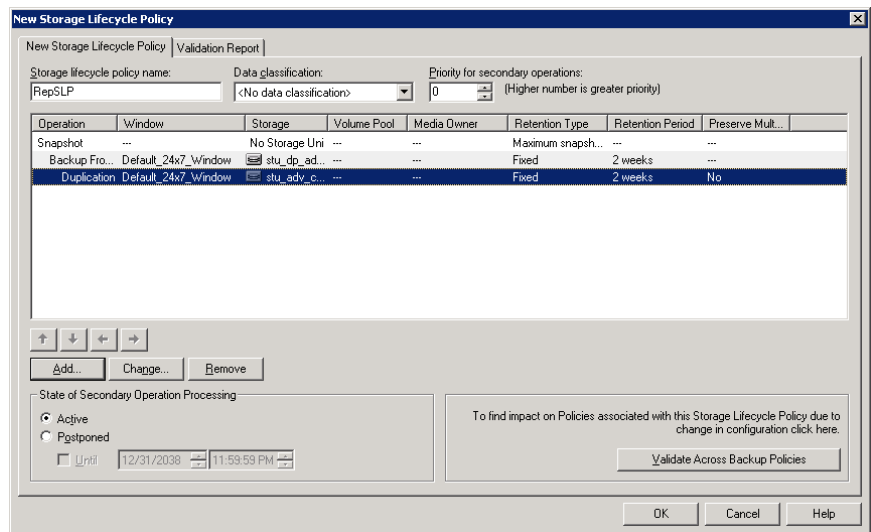 New Storage Lifecycle Policy
New Storage Lifecycle Policy Validation Report
Storage lifecycle policy name: Data classification: Priority for secondary operations:
RepSLP <No data classification> 0 (Higher number is greater priority)
Operation Window Storage Volume Pool Media Owner Retention Type Retention Period Preserve Mult...
Snapshot --- No Storage Uni --- --- Maximum snapsh... --- ---
Backup Fro... Default_24x7_Window stu_dp_ad... --- --- Fixed 2 weeks ---
Duplication Default_24x7_Window stu_adv_c... --- --- Fixed 2 weeks No
Add... Change... Remove
State of Secondary Operation Processing
Active
Postponed
Until 12/31/2038 11:59:59 PM
To find impact on Policies associated with this Storage Lifecycle Policy due to
change in configuration click here.
Validate Across Backup Policies
OK Cancel Help